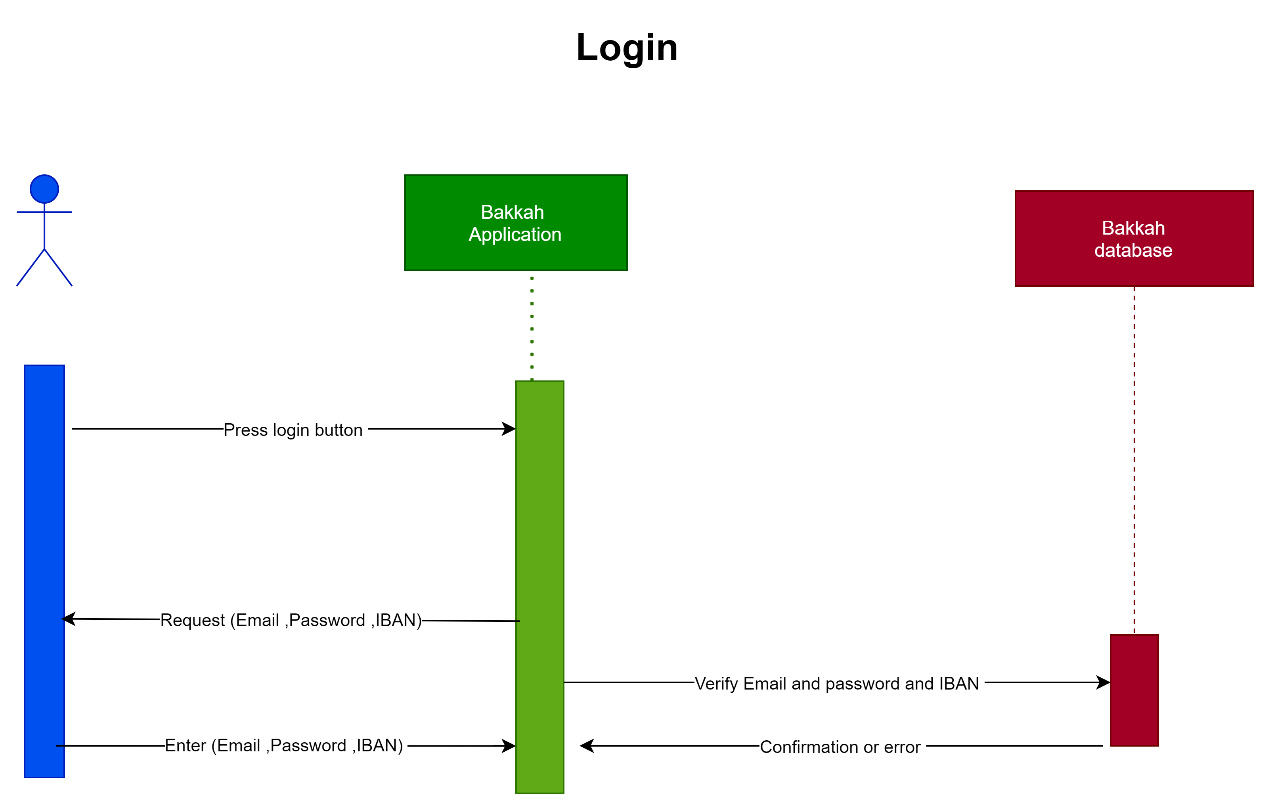 Login
Bakkah
Application
Bakkah
database
Press login button
Request (Email ,Password ,IBAN)
Verify Email and password and IBAN
Enter (Email ,Password ,IBAN)
Confirmation or error